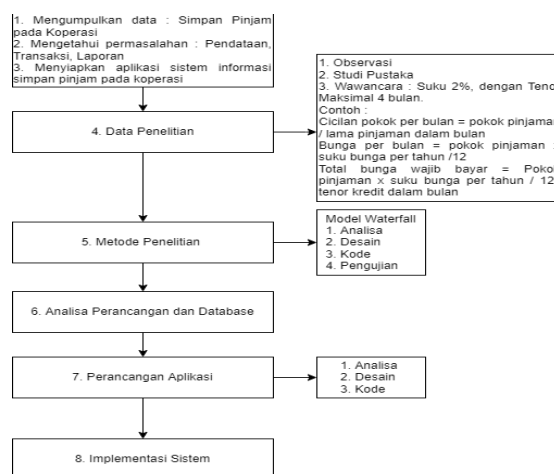 1. Mengumpulkan data : Simpan Pinjam
pada Koperasi
2. Mengetahui permasalahan : Pendataan,
Transaksi, Laporan
3. Menyiapkan aplikasi sistem informasi
simpan pinjam pada koperasi
1. Observasi
2. Studi Pustaka
3. Wawancara : Suku 2%, dengan Teno
Maksimal 4 bulan.
Contoh :
Cicilan pokok per bulan = pokok pinjaman
/ lama pinjaman dalam bulan
Bunga per bulan = pokok pinjaman
suku bunga per tahun /12
Total bunga wajib bayar = Pokok
pinjaman x suku bunga per tahun / 12
tenor kredit dalam bulan
4. Data Penelitian
5. Metode Penelitian
Model Waterfall
1. Analisa
2. Desain
3. Kode
4. Pengujian
6. Analisa Perancangan dan Database
7. Perancangan Aplikasi
1. Analisa
2. Desain
3. Kode
8. Implementasi Sistem